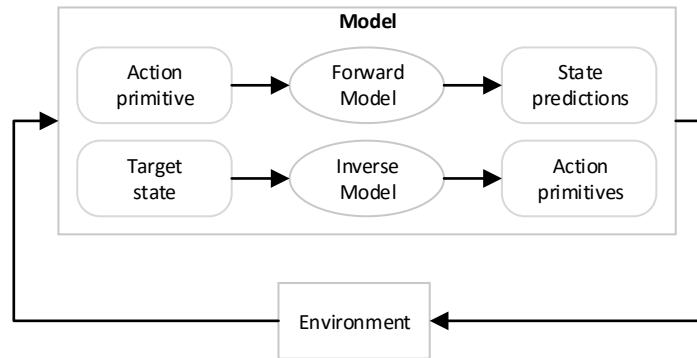 Model
Action
primitive
Forward
Model
State
predictions
Target
state
Inverse
Model
Action
primitives
Environment